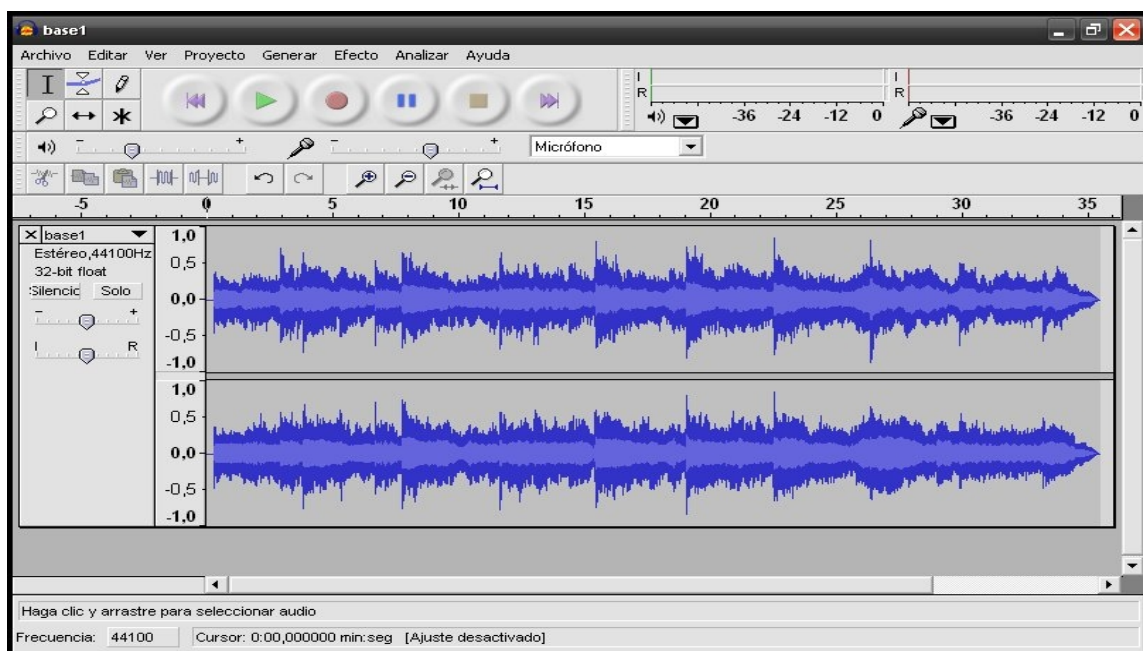 base1
Archivo Editar Ver Proyecto Generar Efecto Analizar Ayuda
I
R
-36 -24 -12 0
I
R
-36 -24 -12 0
- + - + Micrófono
-5 0 5 10 15 20 25 30 35
base1
Estéreo,44100Hz
32-bit float
Silencic Solo
- +
I R
1,0
0,5
0,0
-0,5
-1,0
1,0
0,5
0,0
-0,5
-1,0
Haga clic y arrastre para seleccionar audio
Frecuencia: 44100 Cursor: 0:00,000000 min:seg [Ajuste desactivado]